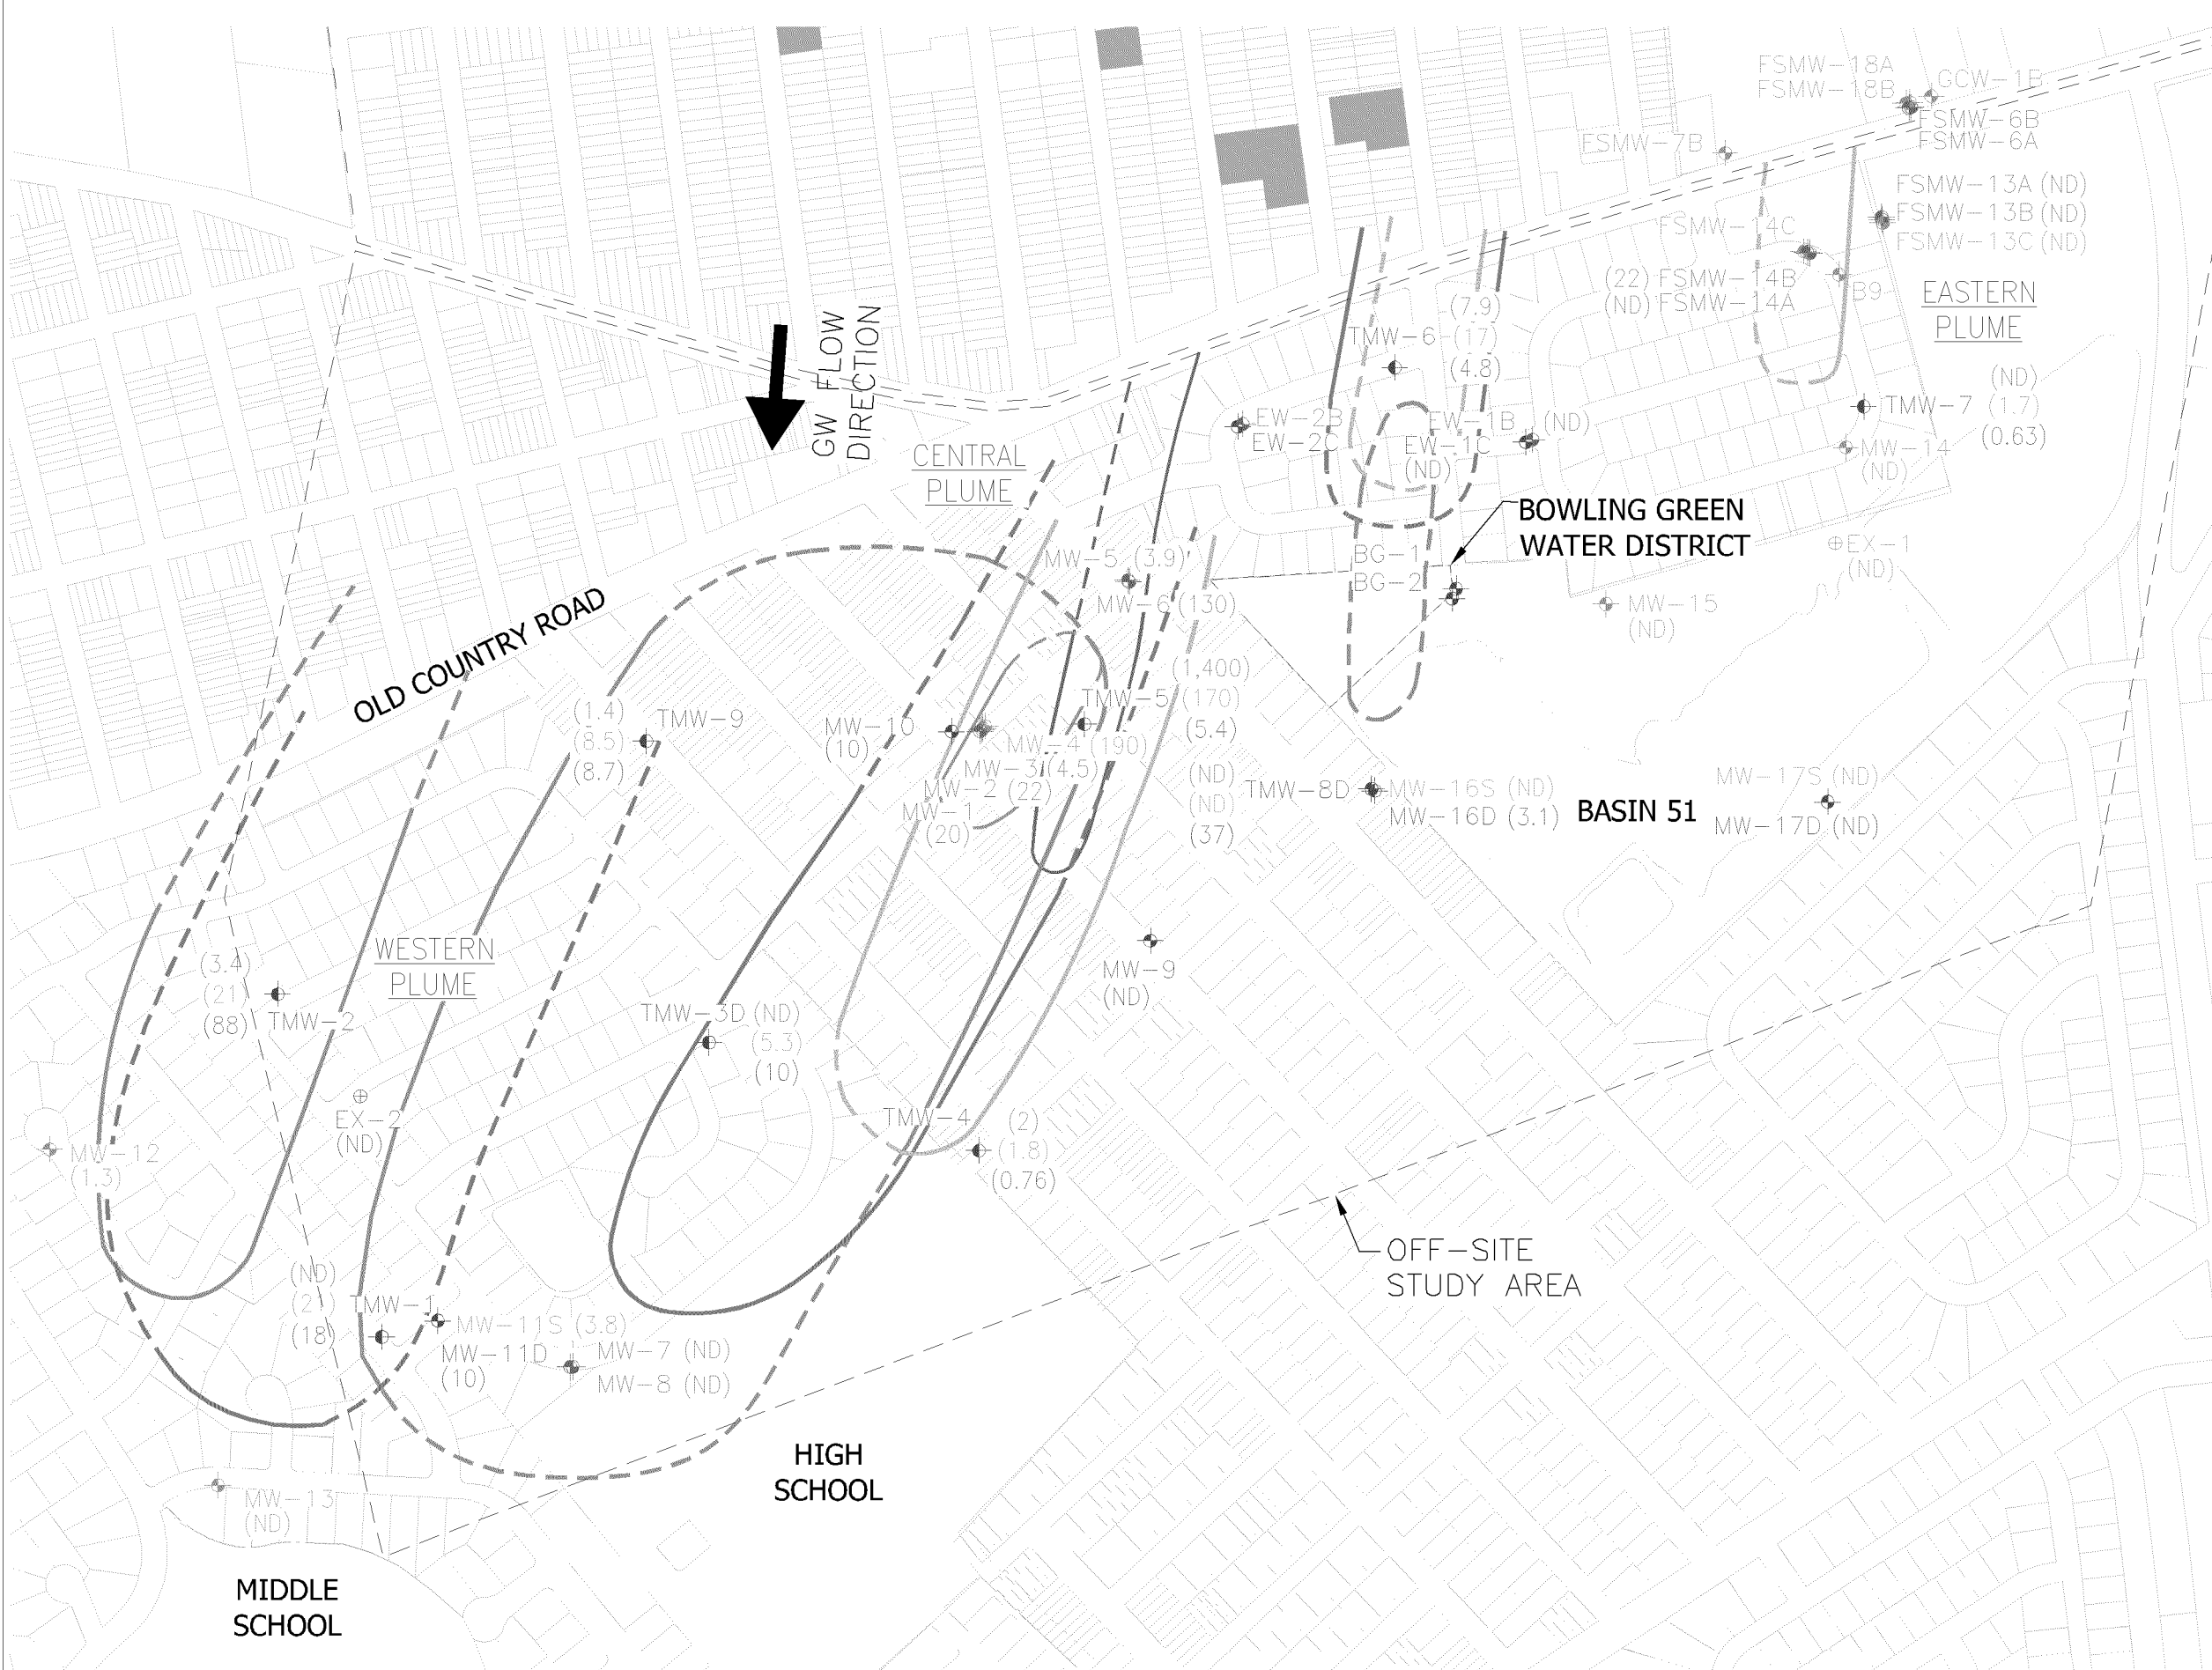 FSMW-18A
FSMW-18B
GCW-1B
FSMW-6B
FSMW-6A
FSMW-7B
FSMW-13A (ND)
FSMW-13B (ND)
FSMW-13C (ND)
FSMW-14C
(22) FSMW-14B
(ND) FSMW-14A
B9
EASTERN
PLUME
(ND)
TMW-7 (1.7)
(0.63)
MW-14
(ND)
(7.9)
TMW-6 (17)
(4.8)
GW FLOW
DIRECTION
EW-2B
EW-2C
EW-1B (ND)
EW-1C
(ND)
CENTRAL
PLUME
BOWLING GREEN
WATER DISTRICT
BG-1
BG-2
EX-1
(ND)
MW-15
(ND)
MW-5 (3.9)
MW-6 (130)
OLD COUNTRY ROAD
(1,400)
TMW-5 (170)
(5.4)
(1.4)
TMW-9
(8.5)
(8.7)
MW-10
(10)
MW-4 (190)
MW-3 (4.5)
MW-2 (22)
MW-1
(20)
(ND)
(ND)
(37)
TMW-8D
MW-16S (ND)
MW-16D (3.1)
BASIN 51
MW-17S (ND)
MW-17D (ND)
WESTERN
PLUME
(3.4)
(21)
(88) TMW-2
MW-9
(ND)
TMW-3D (ND)
(5.3)
(10)
EX-2
(ND)
TMW-4
(2)
(1.8)
(0.76)
MW-12
(1.3)
OFF-SITE
STUDY AREA
(ND)
(21) TMW-1
(18)
MW-11S (3.8)
MW-11D
(10)
MW-7 (ND)
MW-8 (ND)
HIGH
SCHOOL
MW-13
(ND)
MIDDLE
SCHOOL